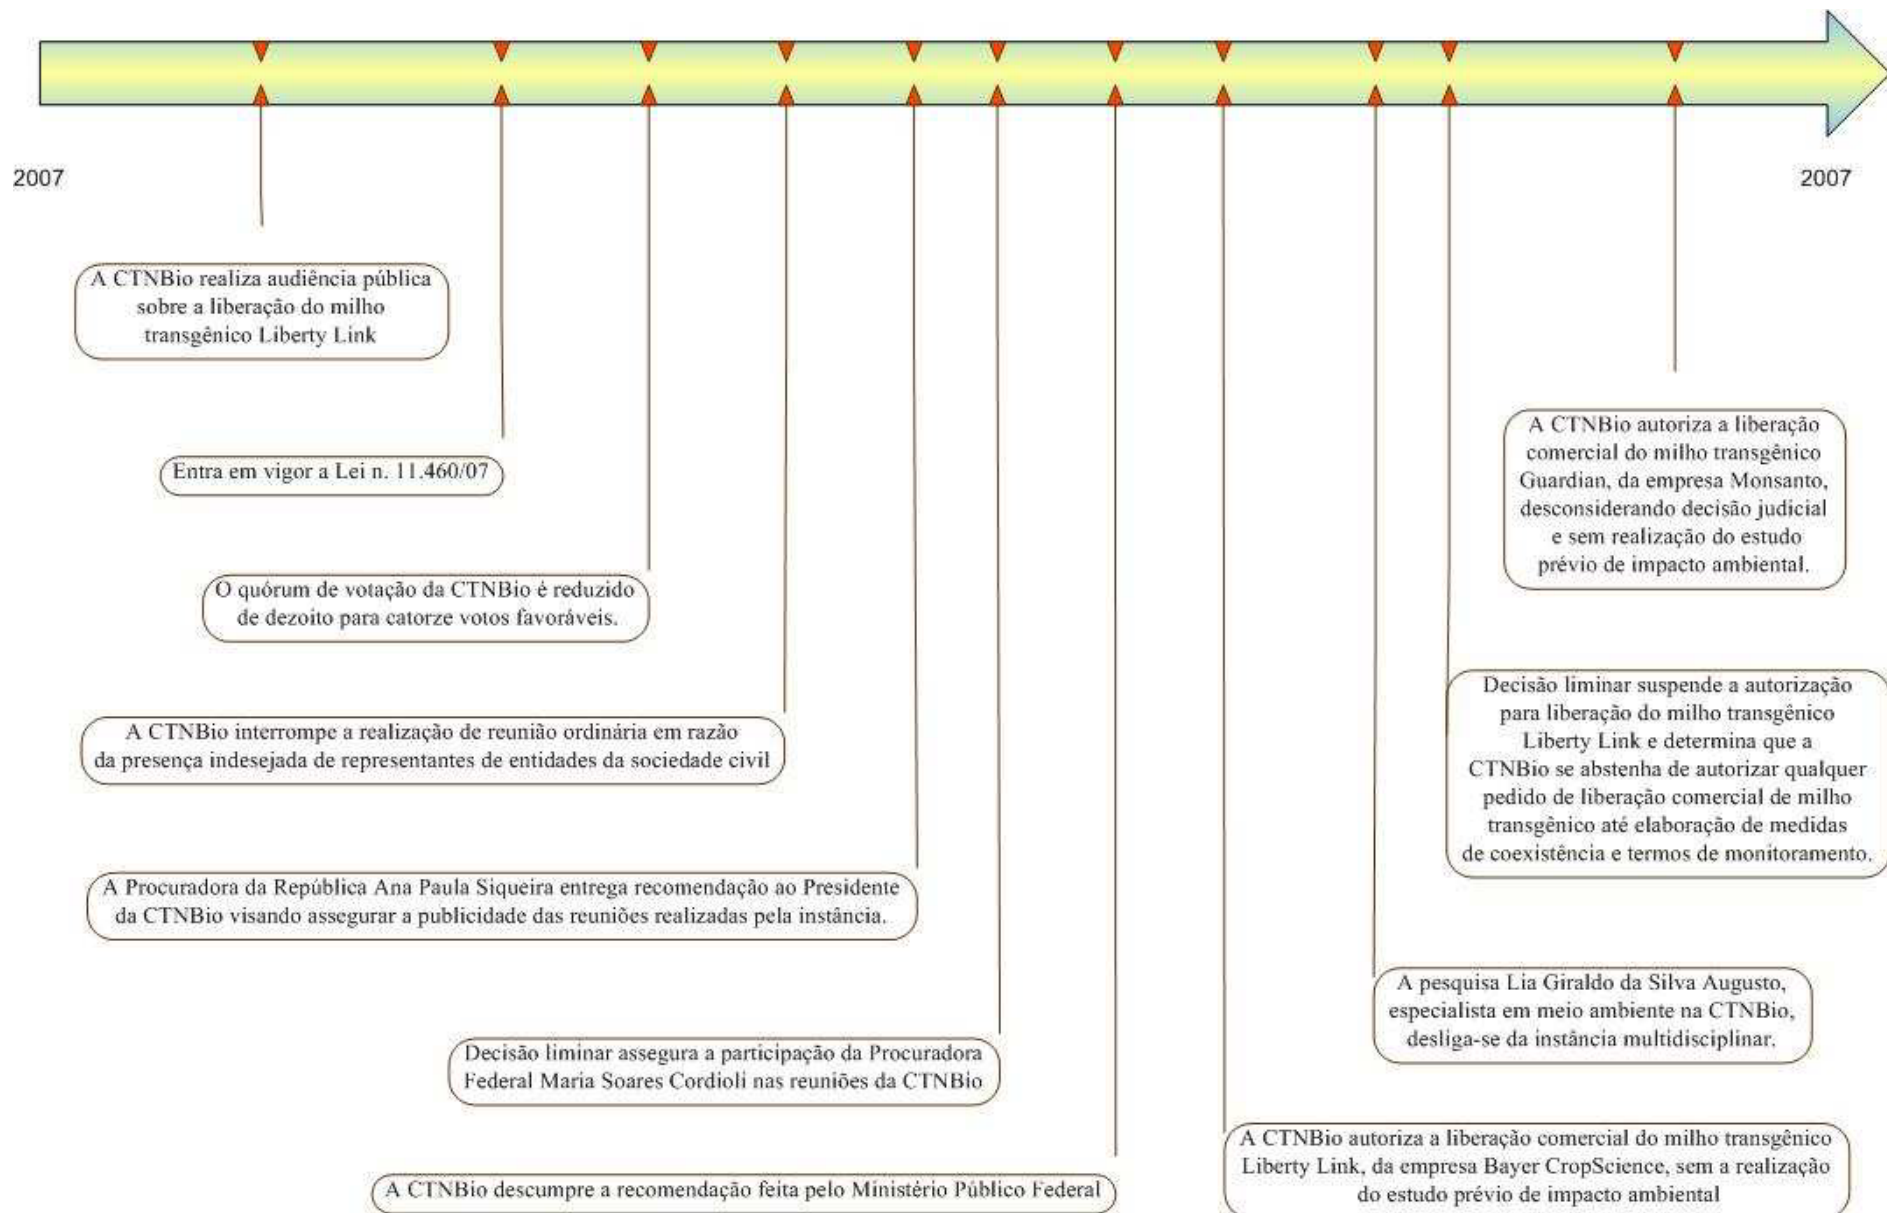 2007
2007
A CTNBio realiza audiência pública
sobre a liberação do milho
transgênico Liberty Link
Entra em vigor a Lei n. 11.460/07
O quórum de votação da CTNBio é reduzido
de dezoito para catorze votos favoráveis.
A CTNBio interrompe a realização de reunião ordinária em razão
da presença indesejada de representantes de entidades da sociedade civil
A Procuradora da República Ana Paula Siqueira entrega recomendação ao Presidente
da CTNBio visando assegurar a publicidade das reuniões realizadas pela instância.
Decisão liminar assegura a participação da Procuradora
Federal Maria Soares Cordioli nas reuniões da CTNBio
A CTNBio descumpre a recomendação feita pelo Ministério Público Federal
A CTNBio autoriza a liberação comercial do milho transgênico
Liberty Link, da empresa Bayer CropScience, sem a realização
do estudo prévio de impacto ambiental
A pesquisa Lia Giraldo da Silva Augusto,
especialista em meio ambiente na CTNBio,
desliga-se da instância multidisciplinar.
Decisão liminar suspende a autorização
para liberação do milho transgênico
Liberty Link e determina que a
CTNBio se abstenha de autorizar qualquer
pedido de liberação comercial de milho
transgênico até elaboração de medidas
de coexistência e termos de monitoramento.
A CTNBio autoriza a liberação
comercial do milho transgênico
Guardian, da empresa Monsanto,
desconsiderando decisão judicial
e sem realização do estudo
prévio de impacto ambiental.